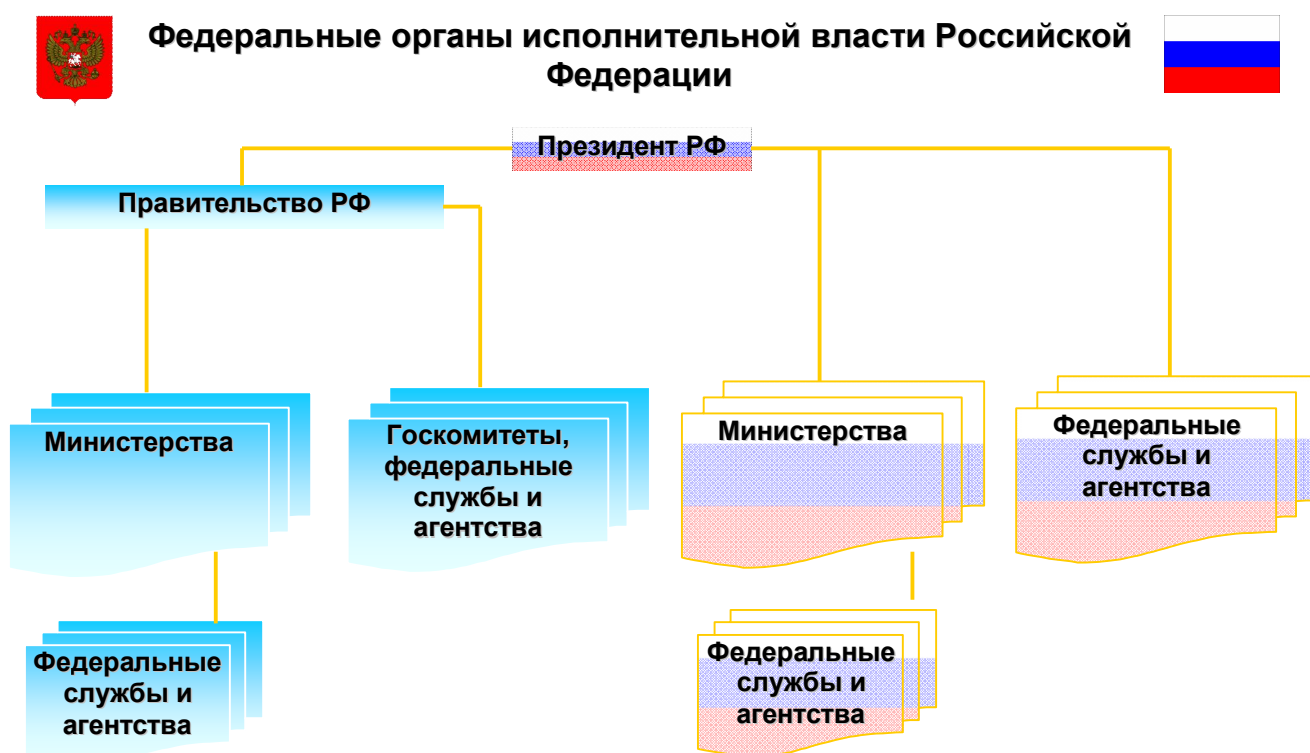 Федеральные органы исполнительной власти Российской
Федерации
Президент РФ
Правительство РФ
Министерства
Госкомитеты,
федеральные
службы и
агентства
Министерства
Федеральные
службы и
агентства
Федеральные
службы и
агентства
Федеральные
службы и
агентства